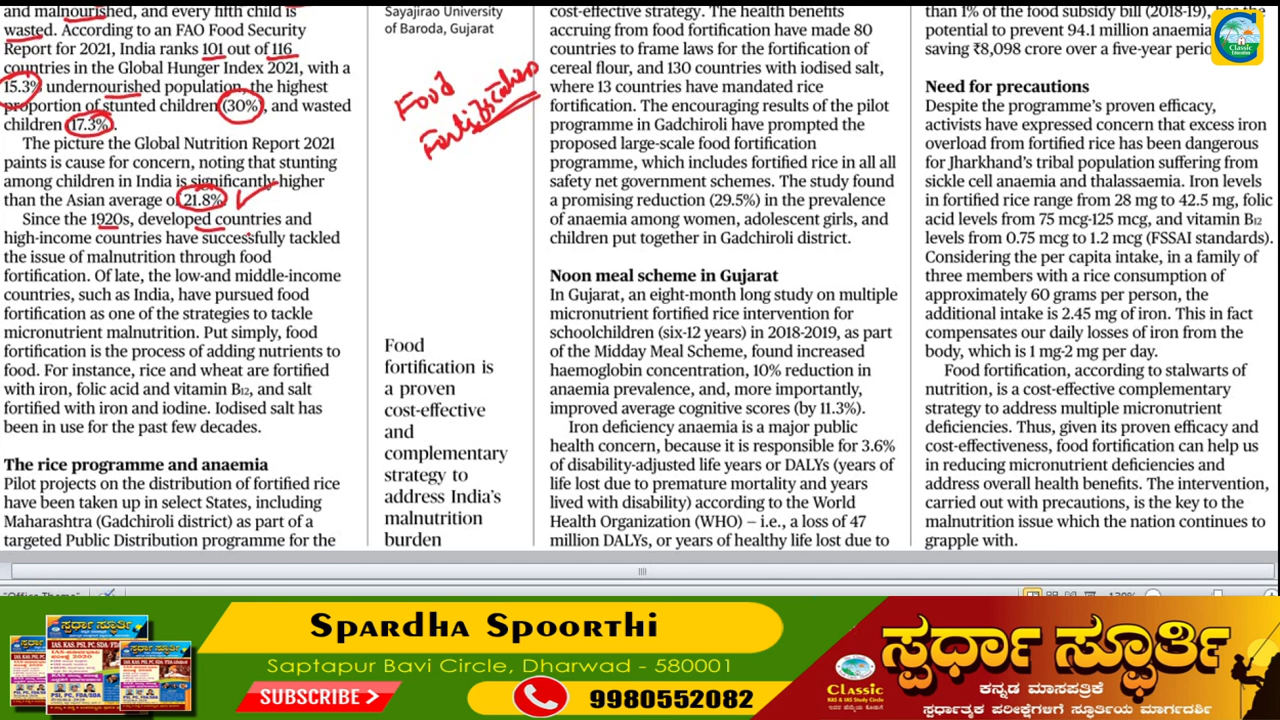 and malnourished, and every fifth child is
wasted. According to an FAO Food Security
Report for 2021, India ranks 101 out of 116
countries in the Global Hunger Index 2021, with a
15.3% undernourished population, the highest
proportion of stunted children (30%), and wasted
children 17.3%.
The picture the Global Nutrition Report 2021
paints is cause for concern, noting that stunting
among children in India is significantly higher
than the Asian average of 21.8%.
Since the 1920s, developed countries and
high-income countries have successfully tackled
the issue of malnutrition through food
fortification. Of late, the low-and middle-income
countries, such as India, have pursued food
fortification as one of the strategies to tackle
micronutrient malnutrition. Put simply, food
fortification is the process of adding nutrients to
food. For instance, rice and wheat are fortified
with iron, folic acid and vitamin B12, and salt
fortified with iron and iodine. Iodised salt has
been in use for the past few decades.
The rice programme and anaemia
Pilot projects on the distribution of fortified rice
have been taken up in select States, including
Maharashtra (Gadchiroli district) as part of a
targeted Public Distribution programme for the
Sayajirao University
of Baroda, Gujarat
Food
Fortification
Food
fortification is
a proven
cost-effective
and
complementary
strategy to
address India's
malnutrition
burden
cost-effective strategy. The health benefits
accruing from food fortification have made 80
countries to frame laws for the fortification of
cereal flour, and 130 countries with iodised salt,
where 13 countries have mandated rice
fortification. The encouraging results of the pilot
programme in Gadchiroli have prompted the
proposed large-scale food fortification
programme, which includes fortified rice in all all
safety net government schemes. The study found
a promising reduction (29.5%) in the prevalence
of anaemia among women, adolescent girls, and
children put together in Gadchiroli district.
Noon meal scheme in Gujarat
In Gujarat, an eight-month long study on multiple
micronutrient fortified rice intervention for
schoolchildren (six-12 years) in 2018-2019, as part
of the Midday Meal Scheme, found increased
haemoglobin concentration, 10% reduction in
anaemia prevalence, and, more importantly,
improved average cognitive scores (by 11.3%).
Iron deficiency anaemia is a major public
health concern, because it is responsible for 3.6%
of disability-adjusted life years or DALYs (years of
life lost due to premature mortality and years
lived with disability) according to the World
Health Organization (WHO) — i.e., a loss of 47
million DALYs, or years of healthy life lost due to
than 1% of the food subsidy bill (2018-19), has the
potential to prevent 94.1 million anaemia
saving ₹8,098 crore over a five-year
Need for precautions
Despite the programme's proven efficacy,
activists have expressed concern that excess iron
overload from fortified rice has been dangerous
for Jharkhand's tribal population suffering from
sickle cell anaemia and thalassaemia. Iron levels
in fortified rice range from 28 mg to 42.5 mg, folic
acid levels from 75 mcg-125 mcg, and vitamin B12
levels from 0.75 mcg to 1.2 mcg (FSSAI standards).
Considering the per capita intake, in a family of
three members with a rice consumption of
approximately 60 grams per person, the
additional intake is 2.45 mg of iron. This in fact
compensates our daily losses of iron from the
body, which is 1 mg-2 mg per day.
Food fortification, according to stalwarts of
nutrition, is a cost-effective complementary
strategy to address multiple micronutrient
deficiencies. Thus, given its proven efficacy and
cost-effectiveness, food fortification can help us
in reducing micronutrient deficiencies and
address overall health benefits. The intervention,
carried out with precautions, is the key to the
malnutrition issue which the nation continues to
grapple with.
Classic
Education
"Office Theme"
130%
Spardha Spoorthi
Saptapur Bavi Circle Dharwad - 580001
SUBSCRIBE >
9980552082
ಸ್ಪರ್ಧಾ ಸ್ಫೂರ್ತಿ
ಸ್ಪರ್ಧಾ ಸ್ಫೂರ್ತಿ
ಕನ್ನಡ ಮಾಸಪತ್ರಿಕೆ
ಸ್ಪರ್ಧಾತ್ಮಕ ಪರೀಕ್ಷೆಗಳಿಗೆ ಸ್ಫೂರ್ತಿಯ ಮಾರ್ಗದರ್ಶಿ
Classic
KAS & IAS Study Circle